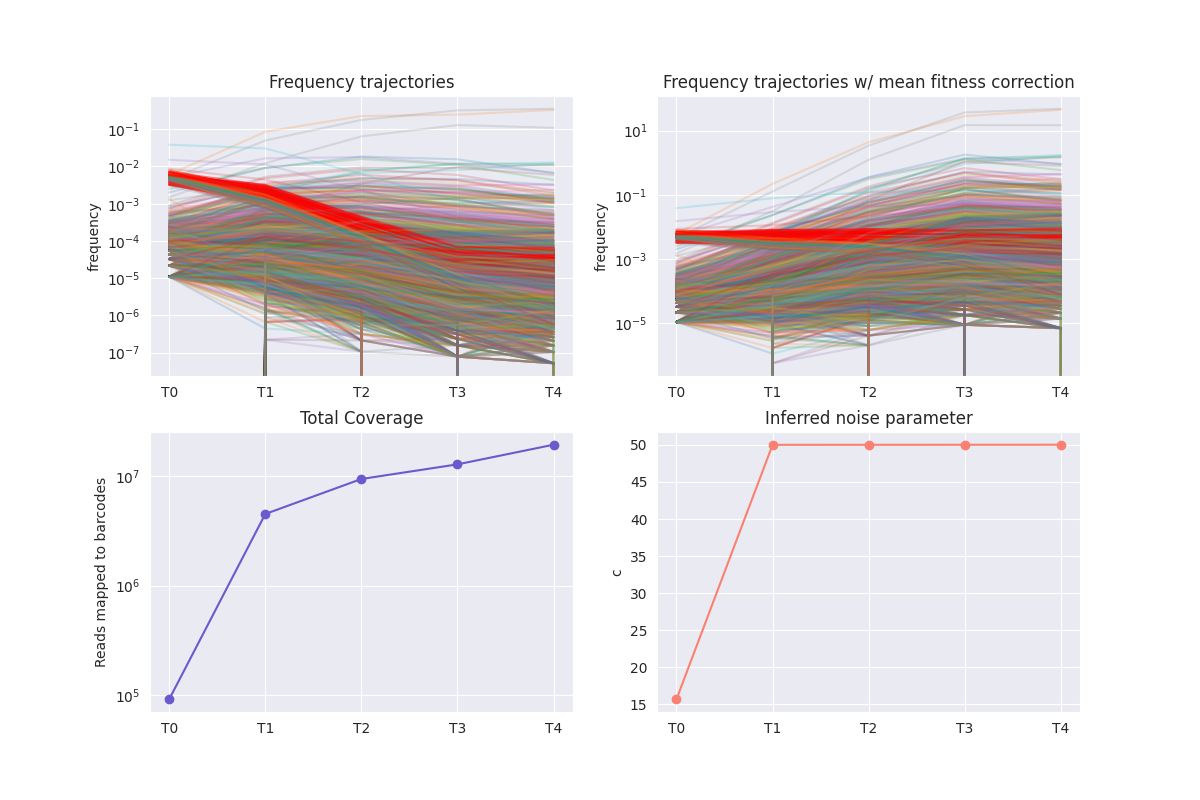 Frequency trajectories
frequency
10⁻¹
10⁻²
10⁻³
10⁻⁴
10⁻⁵
10⁻⁶
10⁻⁷
T0 T1 T2 T3 T4
Frequency trajectories w/ mean fitness correction
frequency
10¹
10⁻¹
10⁻³
10⁻⁵
T0 T1 T2 T3 T4
Total Coverage
Reads mapped to barcodes
10⁷
10⁶
10⁵
T0 T1 T2 T3 T4
Inferred noise parameter
c
50
45
40
35
30
25
20
15
T0 T1 T2 T3 T4